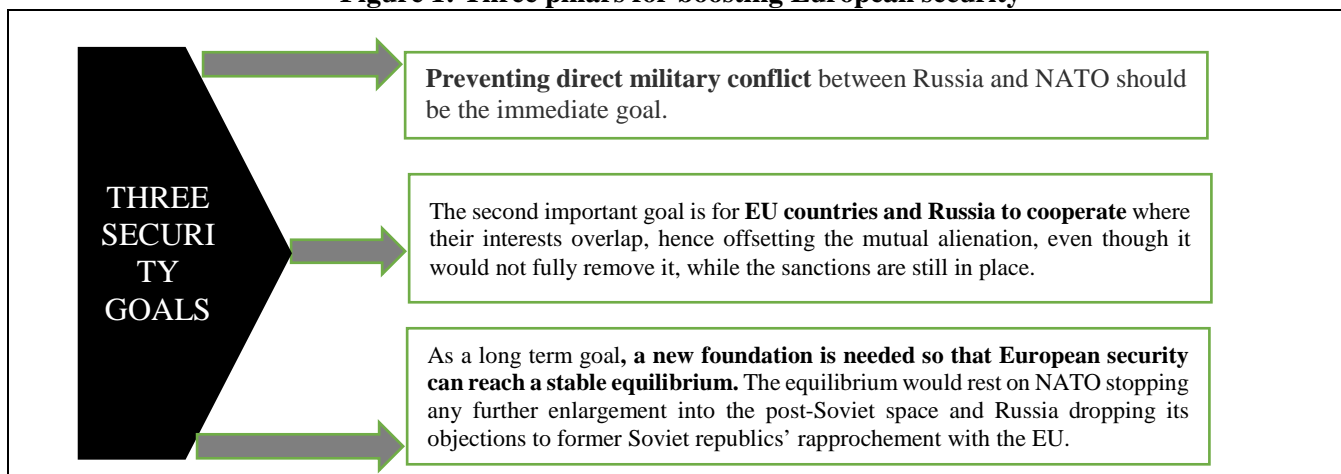 Figure 1. Three pillars for boosting European security
THREE
SECURI
TY
GOALS
Preventing direct military conflict between Russia and NATO should
be the immediate goal.
The second important goal is for EU countries and Russia to cooperate where
their interests overlap, hence offsetting the mutual alienation, even though it
would not fully remove it, while the sanctions are still in place.
As a long term goal, a new foundation is needed so that European security
can reach a stable equilibrium. The equilibrium would rest on NATO stopping
any further enlargement into the post-Soviet space and Russia dropping its
objections to former Soviet republics’ rapprochement with the EU.